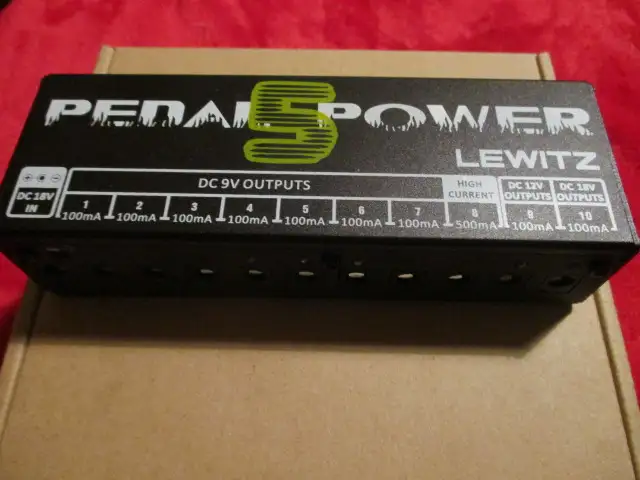 PEDAL 5 POWER
LEWITZ
DC 18V IN
DC 9V OUTPUTS
HIGH CURRENT
DC 12V OUTPUTS
DC 18V OUTPUTS
1 2 3 4 5 6 7 8 9 10
100mA 100mA 100mA 100mA 100mA 100mA 100mA 500mA 100mA 100mA